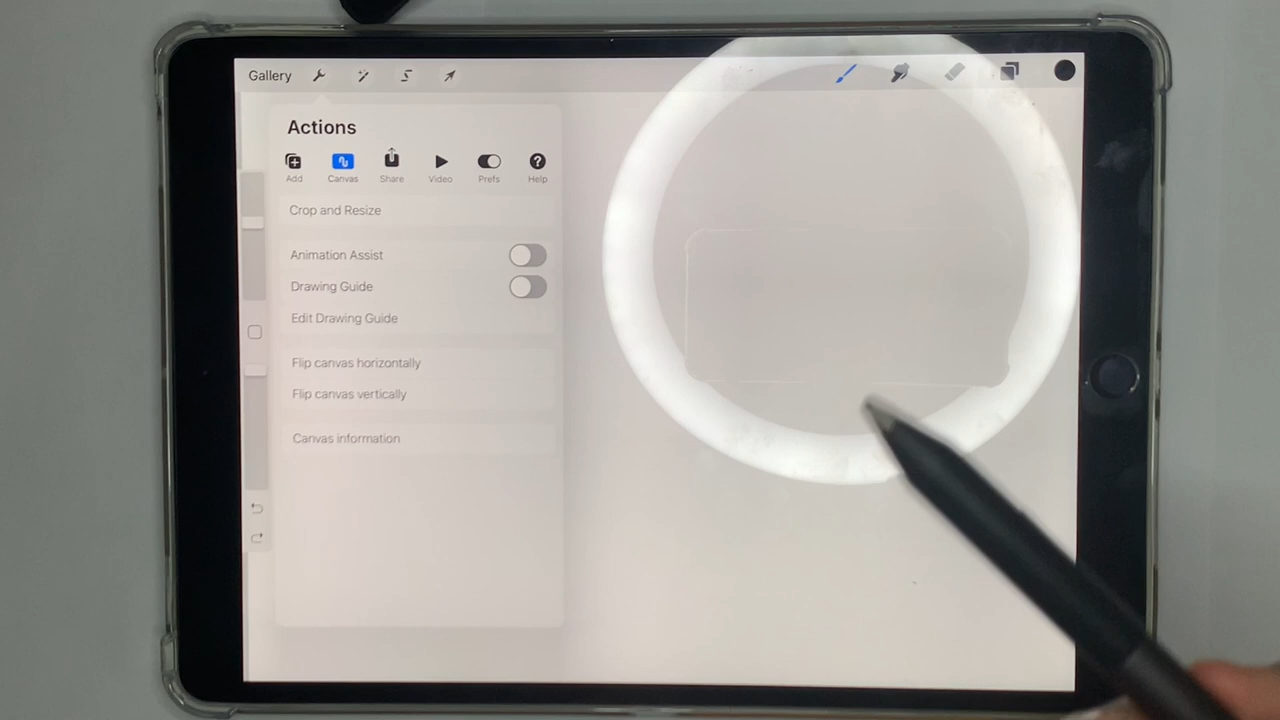 Gallery
Actions
Add Canvas Share Video Prefs Help
Crop and Resize
Animation Assist
Drawing Guide
Edit Drawing Guide
Flip canvas horizontally
Flip canvas vertically
Canvas information